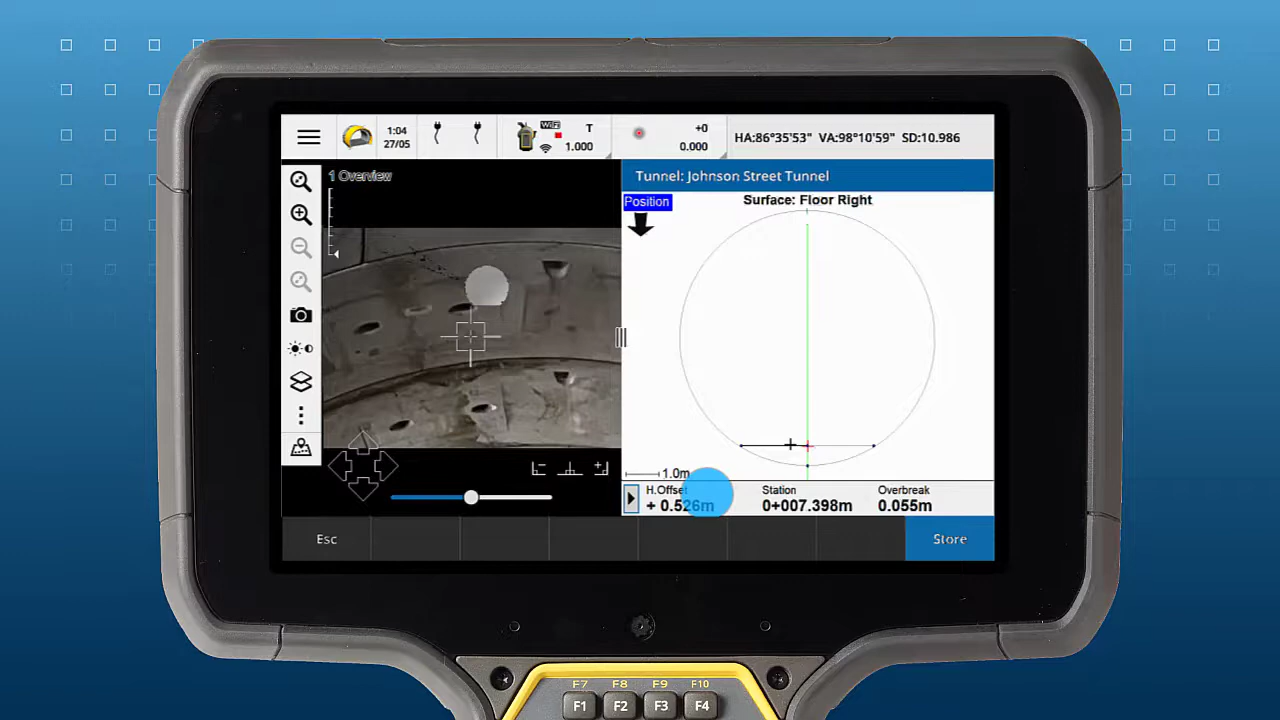 1:04
27/05
WiFi
T
1.000
+0
0.000
HA:86°35'53" VA:98°10'59" SD:10.986
1 Overview
Tunnel: Johnson Street Tunnel
Position
Surface: Floor Right
1.0m
H.Offset
+ 0.526m
Station
0+007.398m
Overbreak
0.055m
Esc
Store
F7 F8 F9 F10
F1 F2 F3 F4